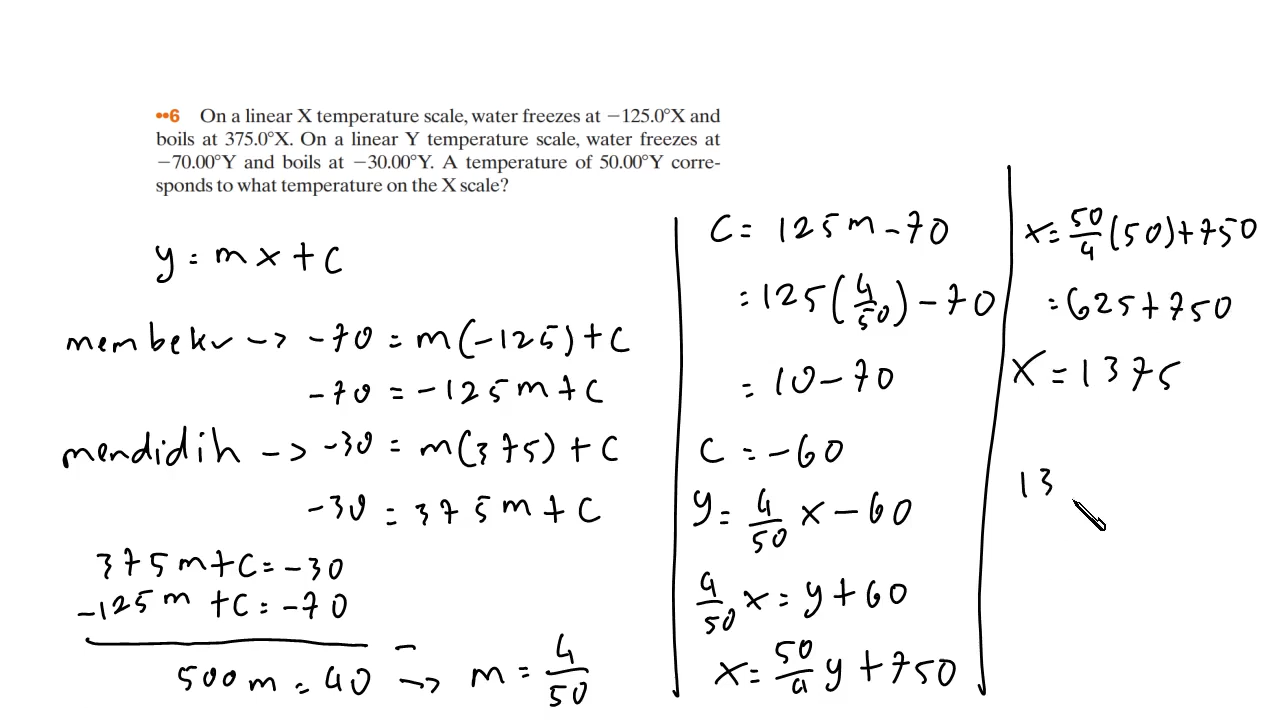 ••6 On a linear X temperature scale, water freezes at −125.0°X and
boils at 375.0°X. On a linear Y temperature scale, water freezes at
−70.00°Y and boils at −30.00°Y. A temperature of 50.00°Y corre-
sponds to what temperature on the X scale?
y = mx + C
membeku -> -70 = m(-125) + C
-70 = -125m + C
mendidih -> -30 = m(375) + C
-30 = 375m + C
375m + C = -30
-125m + C = -70
500m = 40 -> m = 4/50
C = 125m - 70
= 125(4/50) - 70
= 10 - 70
C = -60
y = 4/50 x - 60
4/50 x = y + 60
x = 50/4 y + 750
x = 50/4 (50) + 750
= 625 + 750
X = 1375
13